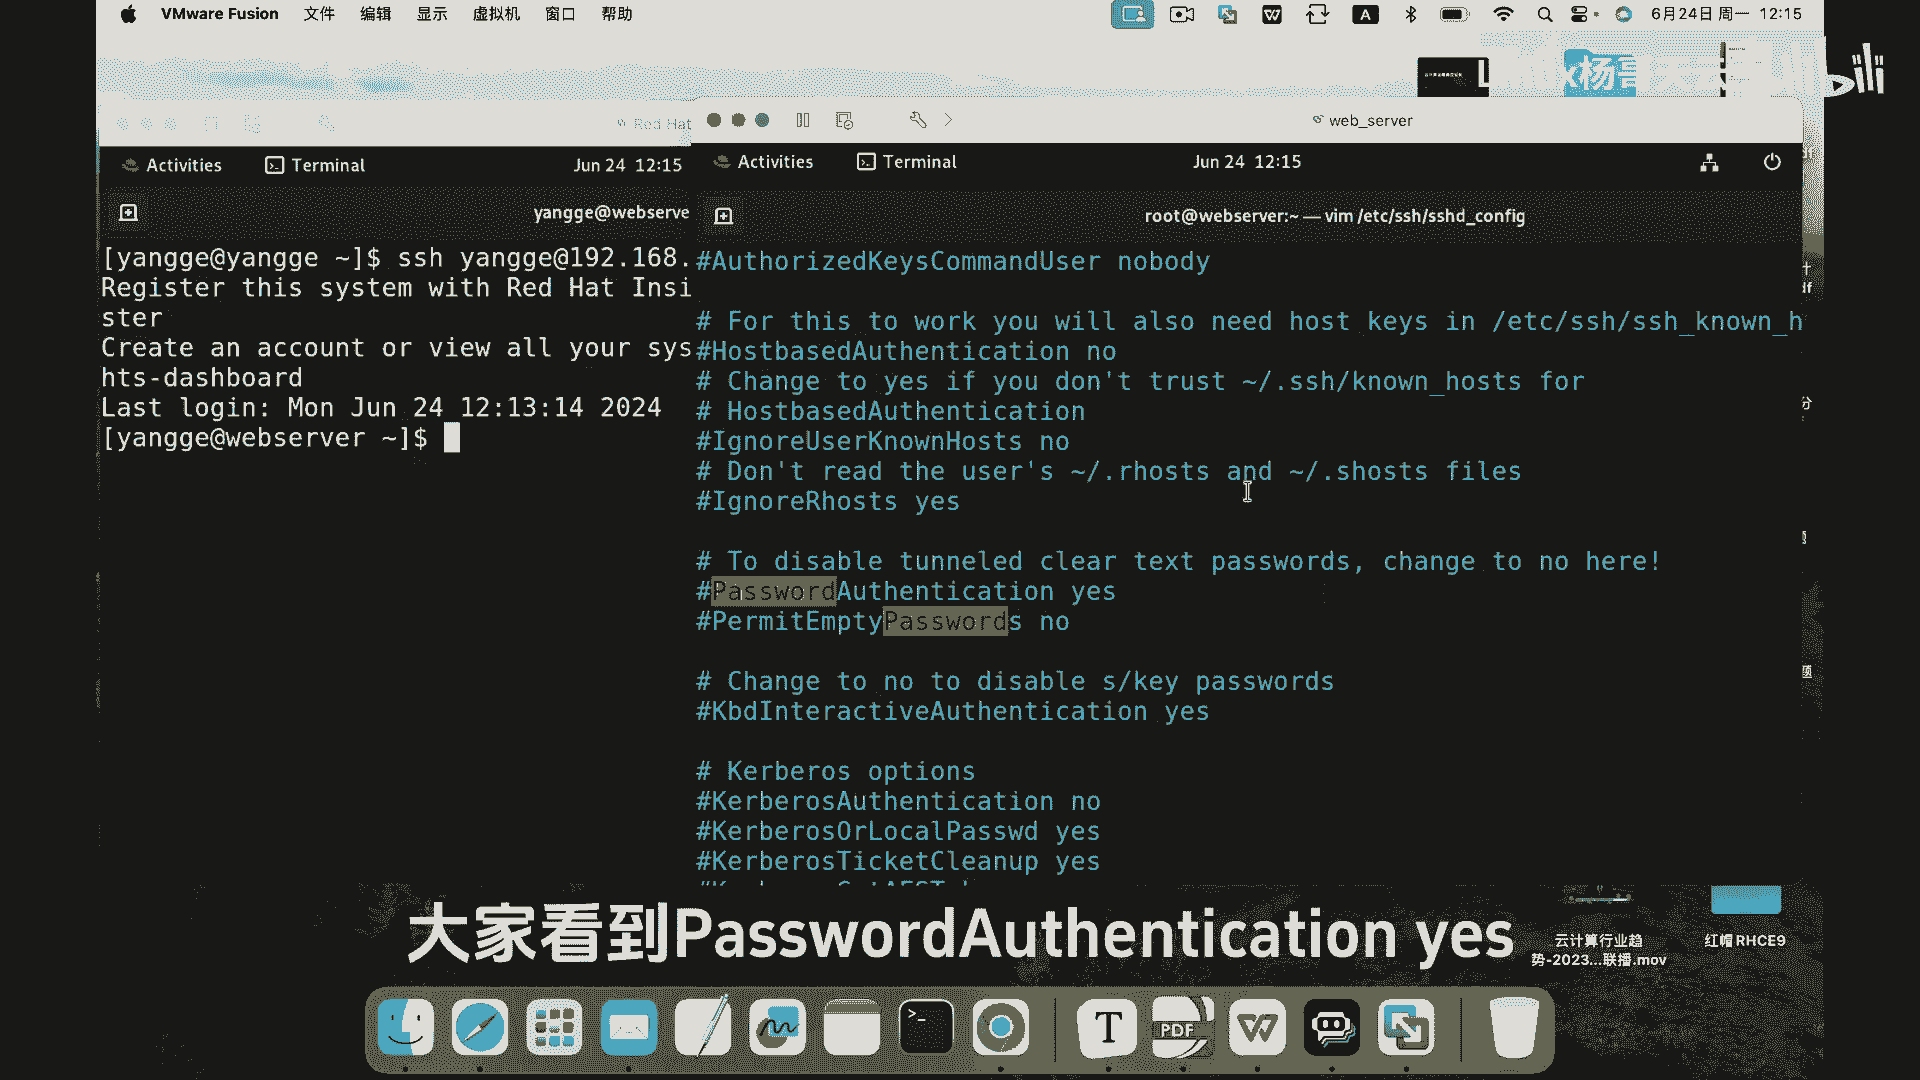 VMware Fusion 文件 编辑 显示 虚拟机 窗口 帮助
6月24日 周一 12:15
Red Hat
web_server
Activities Terminal Jun 24 12:15
Activities Terminal Jun 24 12:15
yangge@webserve
root@webserver:~ — vim /etc/ssh/sshd_config
[yangge@yangge ~]$ ssh yangge@192.168.
Register this system with Red Hat Insi
ster
Create an account or view all your sys
hts-dashboard
Last login: Mon Jun 24 12:13:14 2024
[yangge@webserver ~]$
#AuthorizedKeysCommandUser nobody
# For this to work you will also need host keys in /etc/ssh/ssh_known_h
#HostbasedAuthentication no
# Change to yes if you don't trust ~/.ssh/known_hosts for
# HostbasedAuthentication
#IgnoreUserKnownHosts no
# Don't read the user's ~/.rhosts and ~/.shosts files
#IgnoreRhosts yes
# To disable tunneled clear text passwords, change to no here!
#PasswordAuthentication yes
#PermitEmptyPasswords no
# Change to no to disable s/key passwords
#KbdInteractiveAuthentication yes
# Kerberos options
#KerberosAuthentication no
#KerberosOrLocalPasswd yes
#KerberosTicketCleanup yes
大家看到PasswordAuthentication yes
云计算行业趋
势-2023...联播.mov
红帽RHCE9
PDF